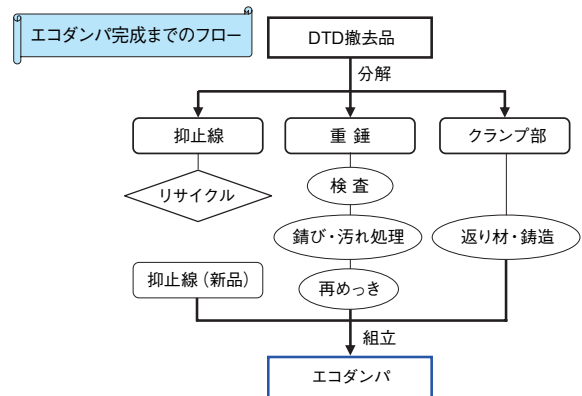 エコダンパ完成までのフロー
DTD撤去品
分解
抑止線
重 錘
クランプ部
リサイクル
検 査
錆び・汚れ処理
返り材・鋳造
抑止線（新品）
再めっき
組立
エコダンパ